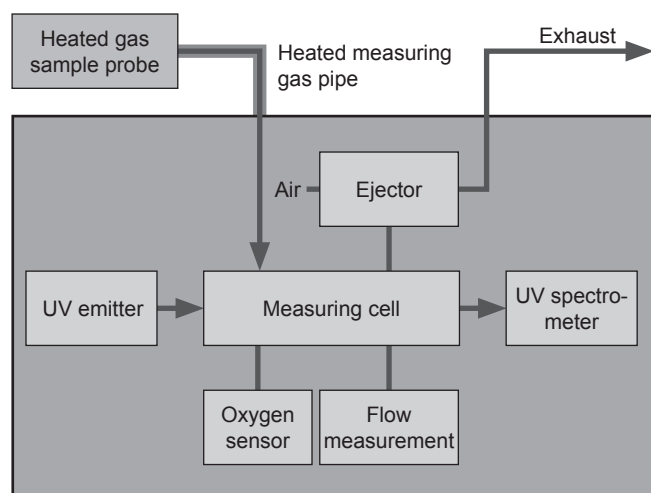 Heated gas
sample probe
Heated measuring
gas pipe
Exhaust
Air
Ejector
UV emitter
Measuring cell
UV spectro-
meter
Oxygen
sensor
Flow
measurement